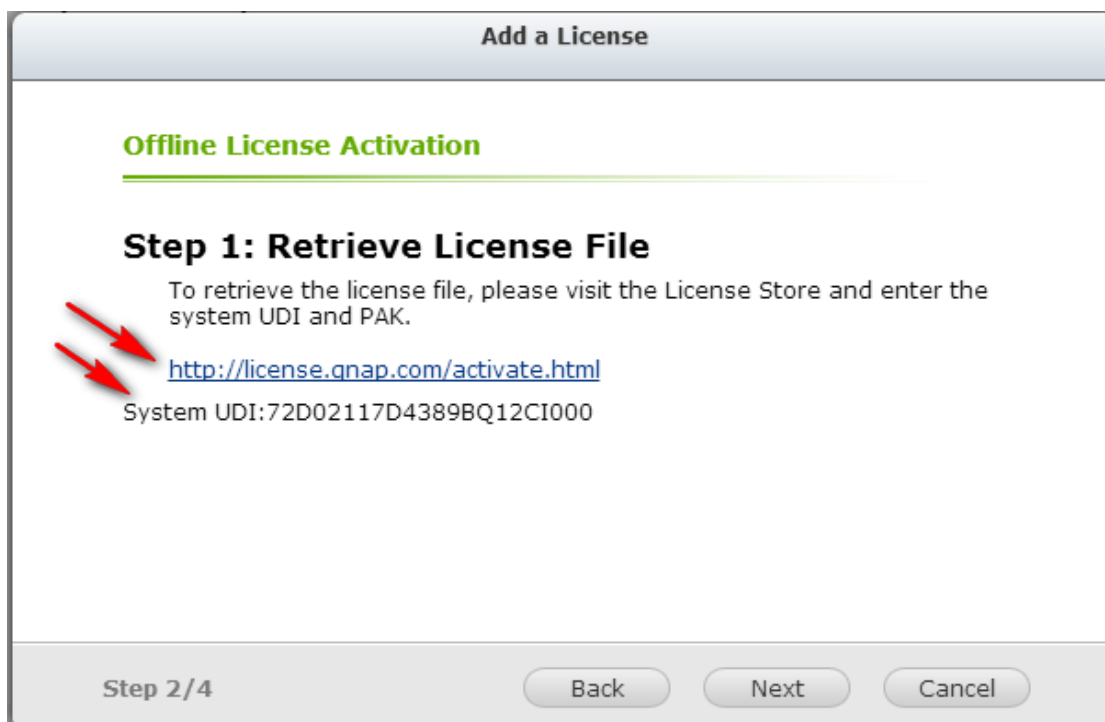 Add a License
Offline License Activation
Step 1: Retrieve License File
To retrieve the license file, please visit the License Store and enter the
system UDI and PAK.
http://license.qnap.com/activate.html
System UDI:72D02117D4389BQ12CI000
Step 2/4
Back
Next
Cancel